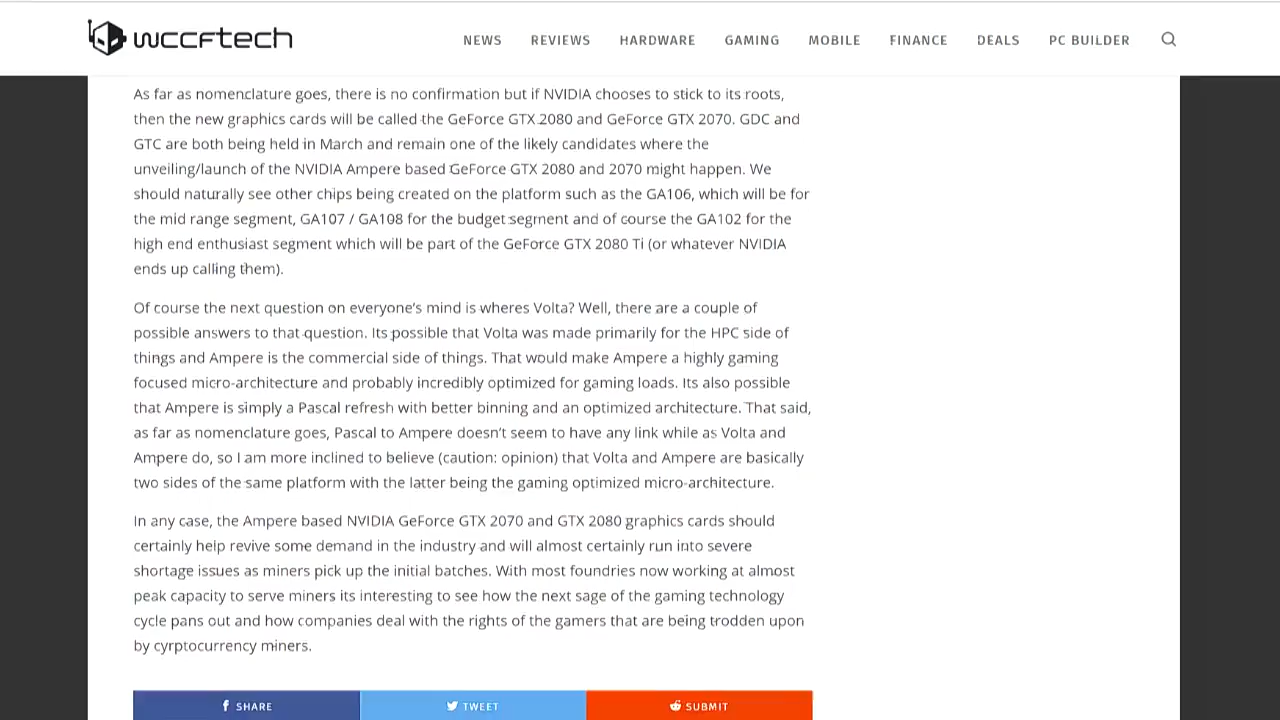 wccftech
NEWS REVIEWS HARDWARE GAMING MOBILE FINANCE DEALS PC BUILDER
As far as nomenclature goes, there is no confirmation but if NVIDIA chooses to stick to its roots,
then the new graphics cards will be called the GeForce GTX 2080 and GeForce GTX 2070. GDC and
GTC are both being held in March and remain one of the likely candidates where the
unveiling/launch of the NVIDIA Ampere based GeForce GTX 2080 and 2070 might happen. We
should naturally see other chips being created on the platform such as the GA106, which will be for
the mid range segment, GA107 / GA108 for the budget segment and of course the GA102 for the
high end enthusiast segment which will be part of the GeForce GTX 2080 Ti (or whatever NVIDIA
ends up calling them).
Of course the next question on everyone's mind is wheres Volta? Well, there are a couple of
possible answers to that question. Its possible that Volta was made primarily for the HPC side of
things and Ampere is the commercial side of things. That would make Ampere a highly gaming
focused micro-architecture and probably incredibly optimized for gaming loads. Its also possible
that Ampere is simply a Pascal refresh with better binning and an optimized architecture. That said,
as far as nomenclature goes, Pascal to Ampere doesn't seem to have any link while as Volta and
Ampere do, so I am more inclined to believe (caution: opinion) that Volta and Ampere are basically
two sides of the same platform with the latter being the gaming optimized micro-architecture.
In any case, the Ampere based NVIDIA GeForce GTX 2070 and GTX 2080 graphics cards should
certainly help revive some demand in the industry and will almost certainly run into severe
shortage issues as miners pick up the initial batches. With most foundries now working at almost
peak capacity to serve miners its interesting to see how the next sage of the gaming technology
cycle pans out and how companies deal with the rights of the gamers that are being trodden upon
by cyrptocurrency miners.
SHARE TWEET SUBMIT